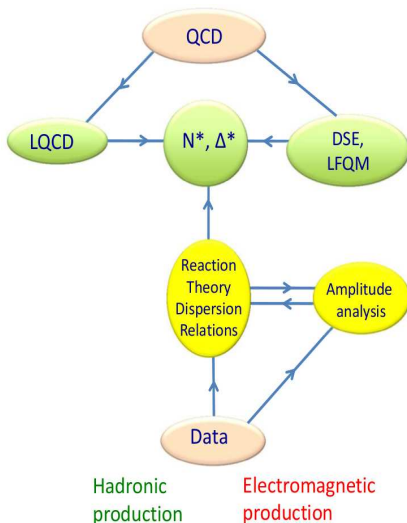 QCD
LQCD
N*, Δ*
DSE,
LFQM
Reaction
Theory
Dispersion
Relations
Amplitude
analysis
Data
Hadronic
production
Electromagnetic
production